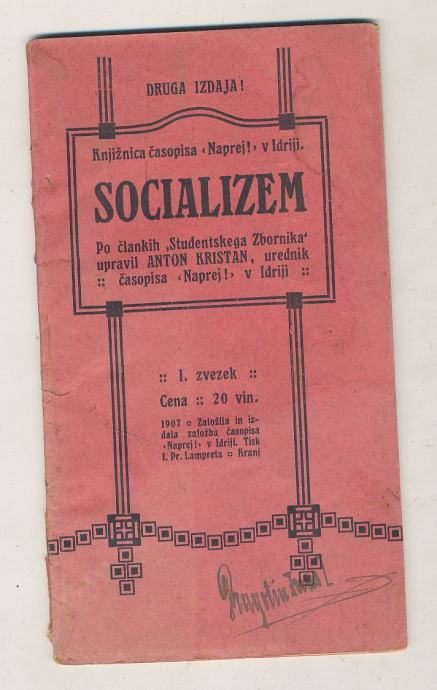 DRUGA IZDAJA!
Knjižnica časopisa ‹Naprej!› v Idriji.
SOCIALIZEM
Po člankih ‚Studentskega Zbornika‘
upravil ANTON KRISTAN, urednik
:: časopisa ‹Naprej!› v Idriji ::
:: I. zvezek ::
Cena :: 20 vin.
1907 ¤ Založila in iz-
dala založba časopisa
‹Naprej!› v Idriji. Tisk
I. Pr. Lampreta ¤ Kranj
Dragotin